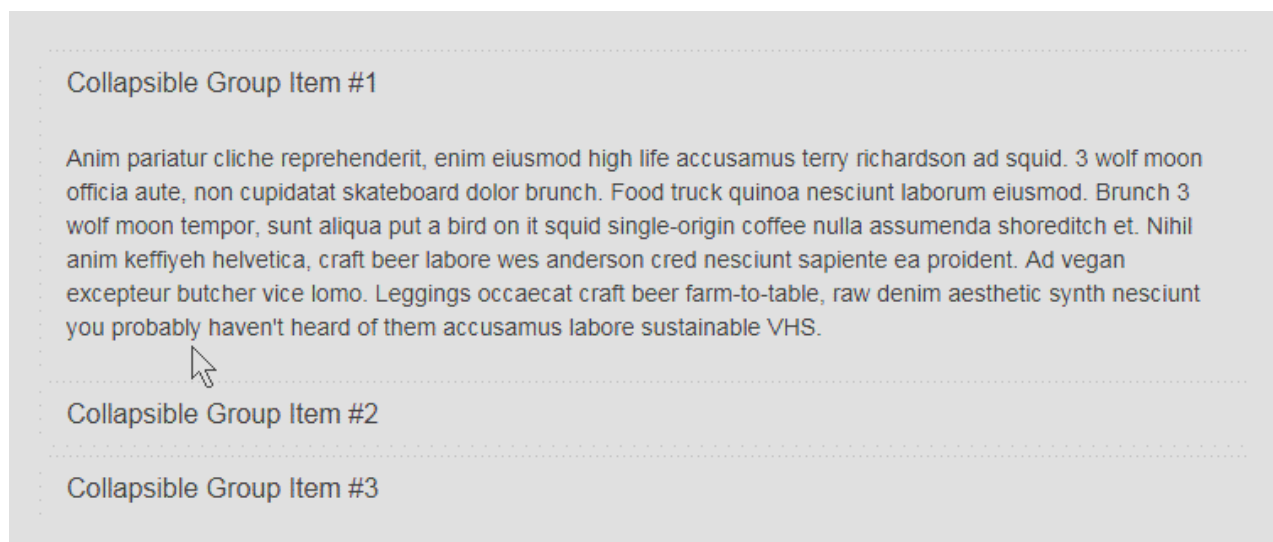 Collapsible Group Item #1
Anim pariatur cliche reprehenderit, enim eiusmod high life accusamus terry richardson ad squid. 3 wolf moon
officia aute, non cupidatat skateboard dolor brunch. Food truck quinoa nesciunt laborum eiusmod. Brunch 3
wolf moon tempor, sunt aliqua put a bird on it squid single-origin coffee nulla assumenda shoreditch et. Nihil
anim keffiyeh helvetica, craft beer labore wes anderson cred nesciunt sapiente ea proident. Ad vegan
excepteur butcher vice lomo. Leggings occaecat craft beer farm-to-table, raw denim aesthetic synth nesciunt
you probably haven't heard of them accusamus labore sustainable VHS.
Collapsible Group Item #2
Collapsible Group Item #3